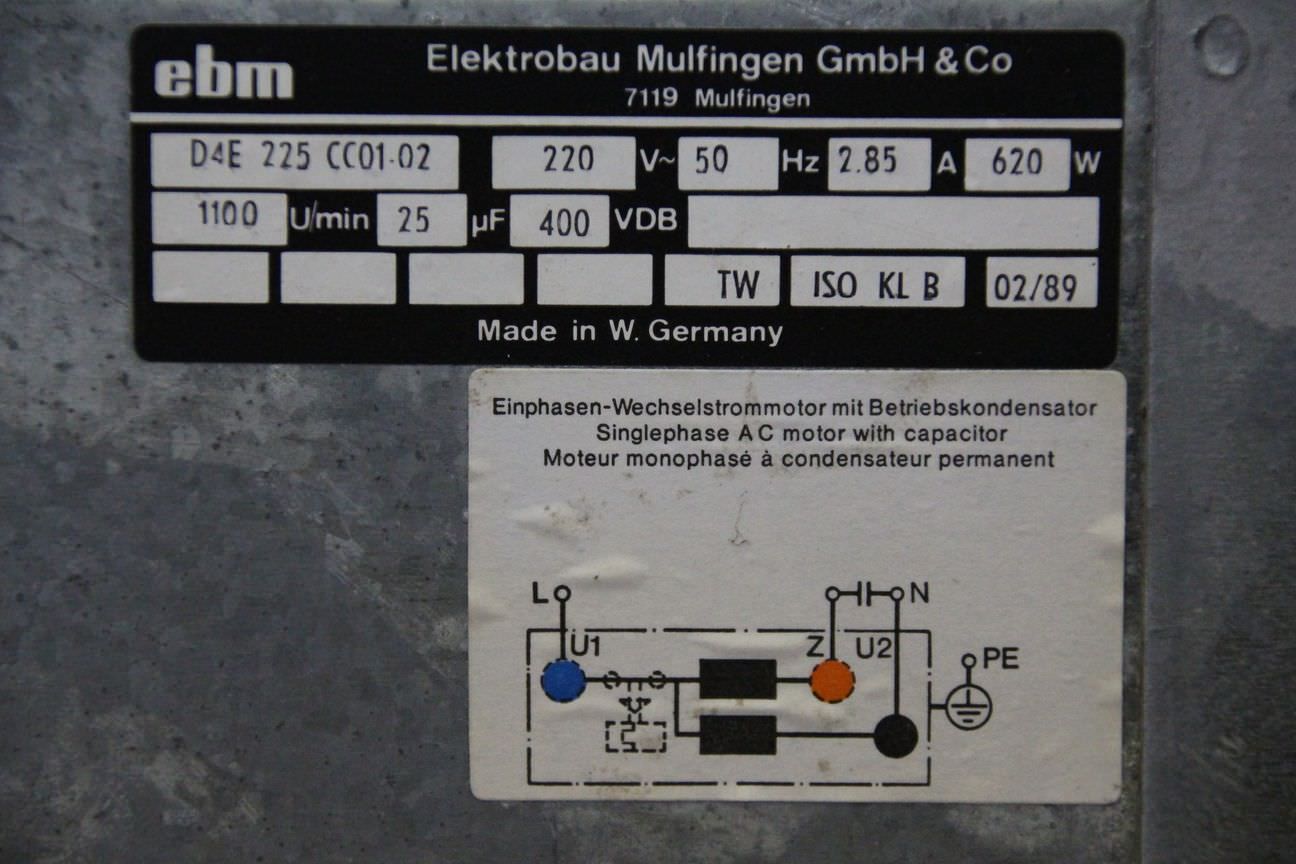 ebm Elektrobau Mulfingen GmbH & Co
7119 Mulfingen
D4E 225 CC01-02 220 V~ 50 Hz 2.85 A 620 W
1100 U/min 25 µF 400 VDB
TW ISO KL B 02/89
Made in W. Germany
Einphasen-Wechselstrommotor mit Betriebskondensator
Singlephase AC motor with capacitor
Moteur monophasé à condensateur permanent
L N
U1 Z U2
PE